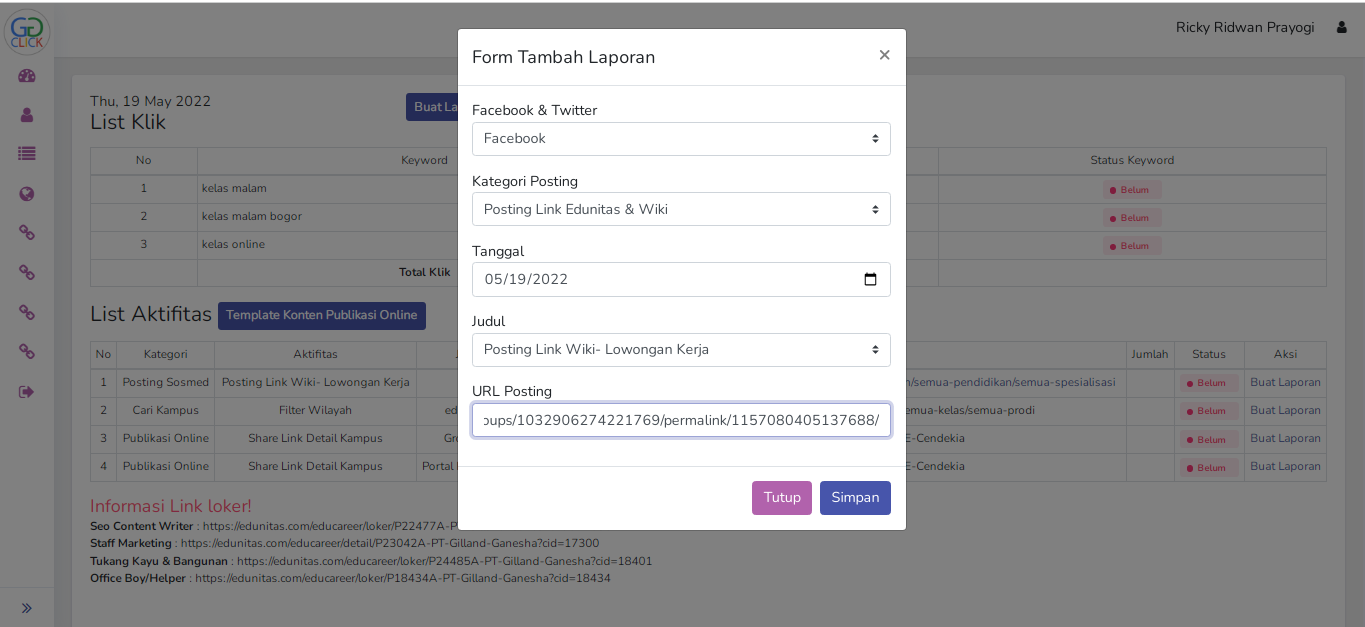 GG
CLICK
Ricky Ridwan Prayogi
Form Tambah Laporan
×
Facebook & Twitter
Facebook
Kategori Posting
Posting Link Edunitas & Wiki
Tanggal
05/19/2022
Judul
Posting Link Wiki- Lowongan Kerja
URL Posting
oups/1032906274221769/permalink/1157080405137688/
Tutup Simpan
Thu, 19 May 2022
List Klik
Buat La
No Keyword Status Keyword
1 kelas malam Belum
2 kelas malam bogor Belum
3 kelas online Belum
Total Klik
List Aktifitas Template Konten Publikasi Online
No Kategori Aktifitas Jumlah Status Aksi
1 Posting Sosmed Posting Link Wiki- Lowongan Kerja /semua-pendidikan/semua-spesialisasi Belum Buat Laporan
2 Cari Kampus Filter Wilayah ed emua-kelas/semua-prodi Belum Buat Laporan
3 Publikasi Online Share Link Detail Kampus Gr E-Cendekia Belum Buat Laporan
4 Publikasi Online Share Link Detail Kampus Portal E-Cendekia Belum Buat Laporan
Informasi Link loker!
Seo Content Writer : https://edunitas.com/educareer/loker/P22477A-P
Staff Marketing : https://edunitas.com/educareer/detail/P23042A-PT-Gilland-Ganesha?cid=17300
Tukang Kayu & Bangunan : https://edunitas.com/educareer/loker/P24485A-PT-Gilland-Ganesha?cid=18401
Office Boy/Helper : https://edunitas.com/educareer/loker/P18434A-PT-Gilland-Ganesha?cid=18434